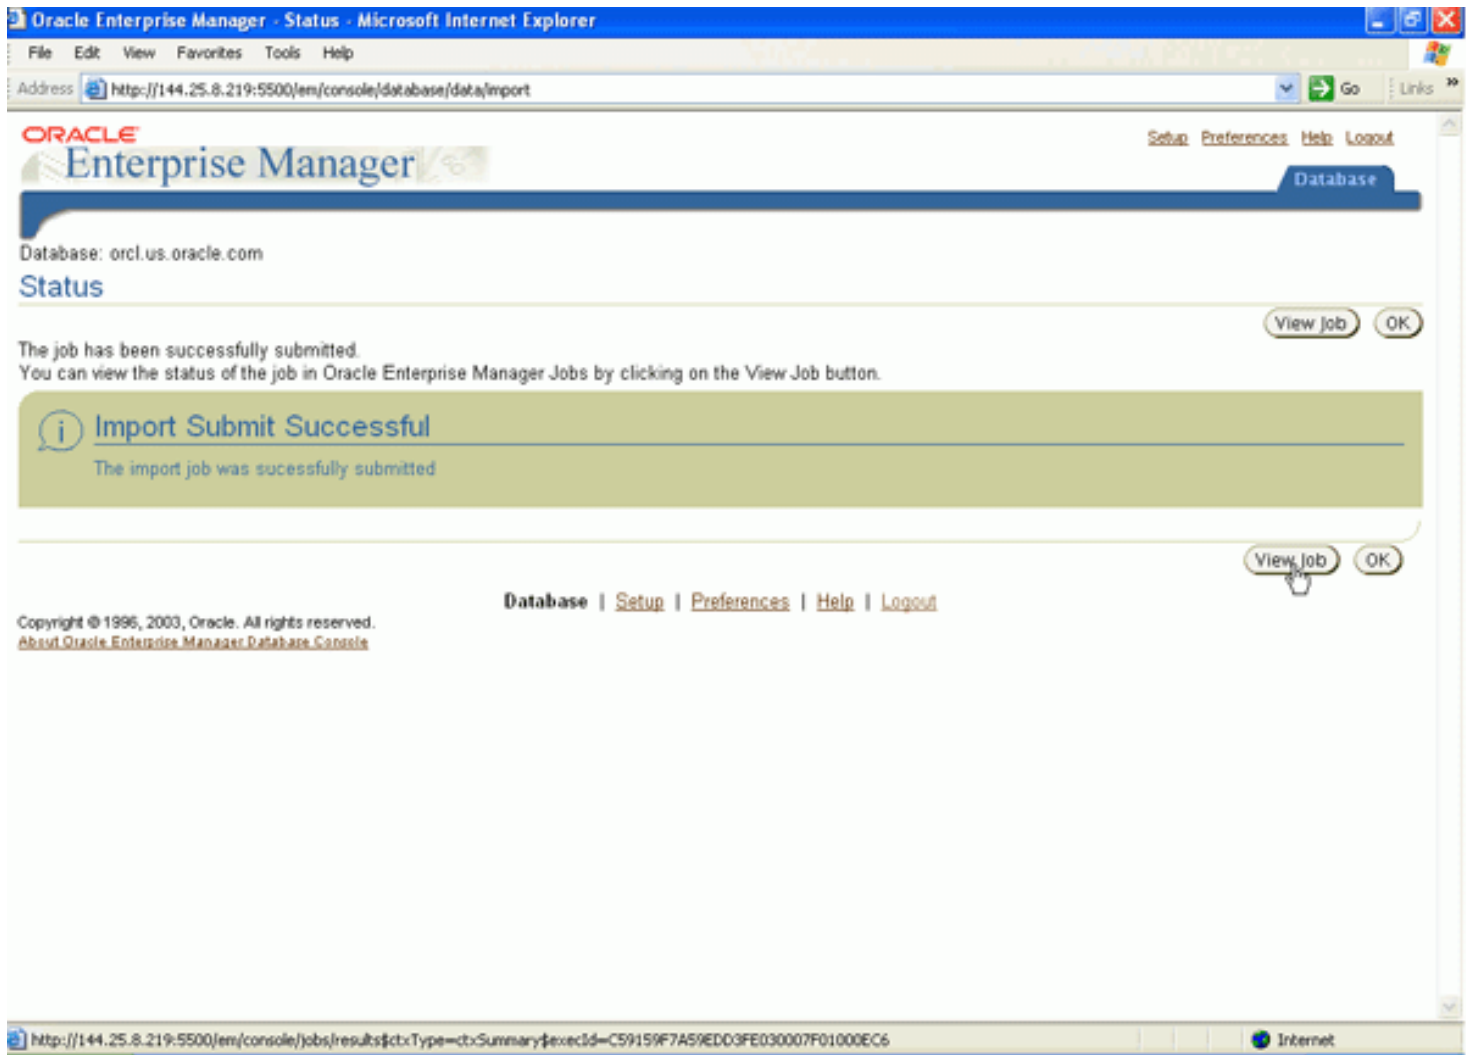 Oracle Enterprise Manager - Status - Microsoft Internet Explorer
File Edit View Favorites Tools Help
Address http://144.25.8.219:5500/em/console/database/data/import Go Links »
ORACLE
Enterprise Manager
Setup Preferences Help Logout
Database
Database: orcl.us.oracle.com
Status
View Job OK
The job has been successfully submitted.
You can view the status of the job in Oracle Enterprise Manager Jobs by clicking on the View Job button.
i Import Submit Successful
The import job was sucessfully submitted
View Job OK
Database | Setup | Preferences | Help | Logout
Copyright © 1996, 2003, Oracle. All rights reserved.
About Oracle Enterprise Manager Database Console
http://144.25.8.219:5500/em/console/jobs/results$ctxType=ctxSummary$execId=C59159F7A59EDD3FE030007F01000EC6 Internet